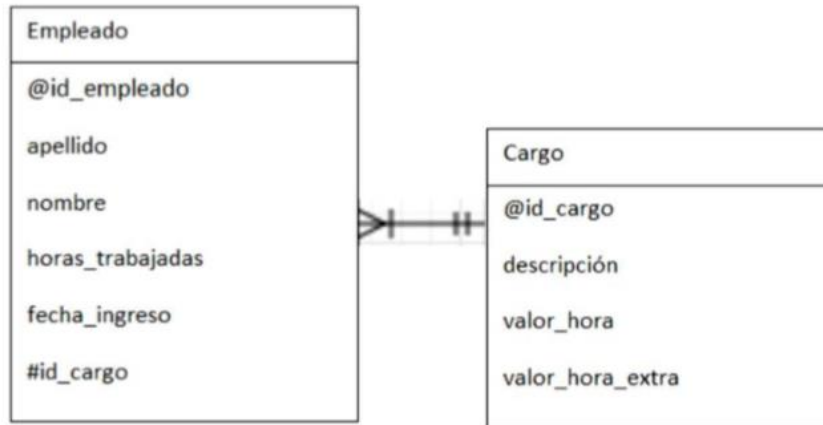 Empleado
@id_empleado
apellido
nombre
horas_trabajadas
fecha_ingreso
#id_cargo
Cargo
@id_cargo
descripción
valor_hora
valor_hora_extra